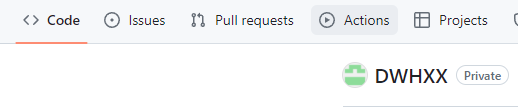 Code Issues Pull requests Actions Projects
DWHXX Private